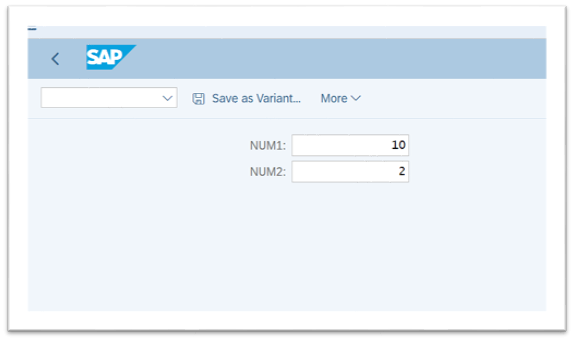 SAP
Save as Variant... More
NUM1: 10
NUM2: 2